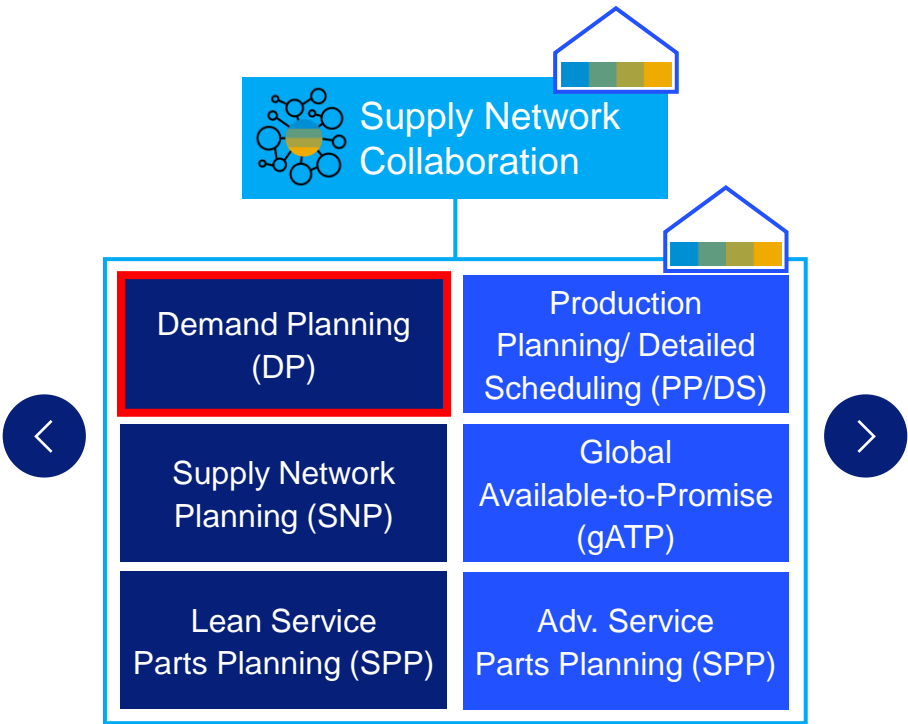 Supply Network
Collaboration
Demand Planning
(DP)
Production
Planning/ Detailed
Scheduling (PP/DS)
Supply Network
Planning (SNP)
Global
Available-to-Promise
(gATP)
Lean Service
Parts Planning (SPP)
Adv. Service
Parts Planning (SPP)